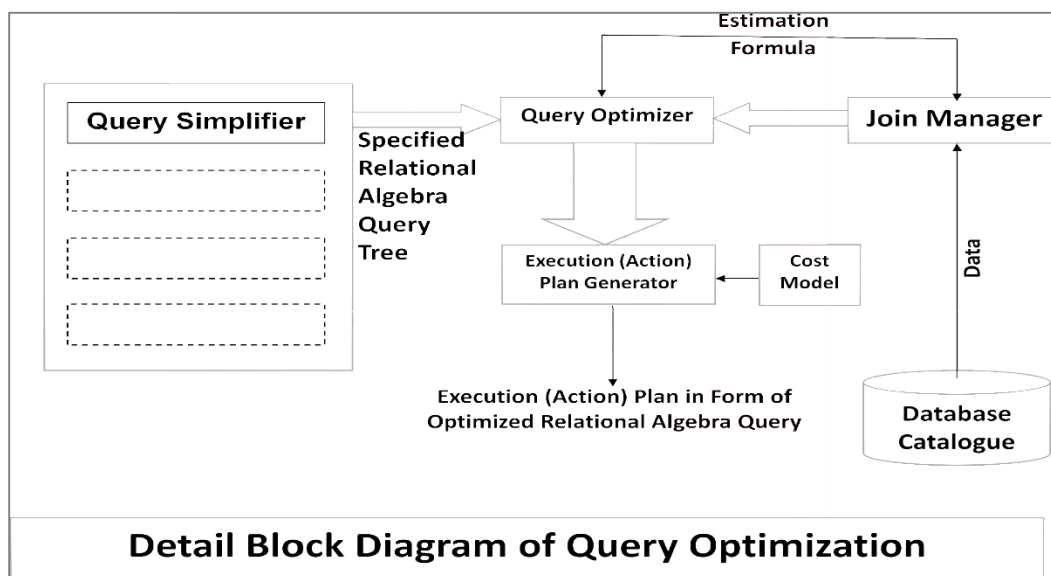 Estimation
Formula
Query Simplifier
Query Optimizer
Join Manager
Specified
Relational
Algebra
Query
Tree
Execution (Action)
Plan Generator
Cost
Model
Data
Execution (Action) Plan in Form of
Optimized Relational Algebra Query
Database
Catalogue
Detail Block Diagram of Query Optimization